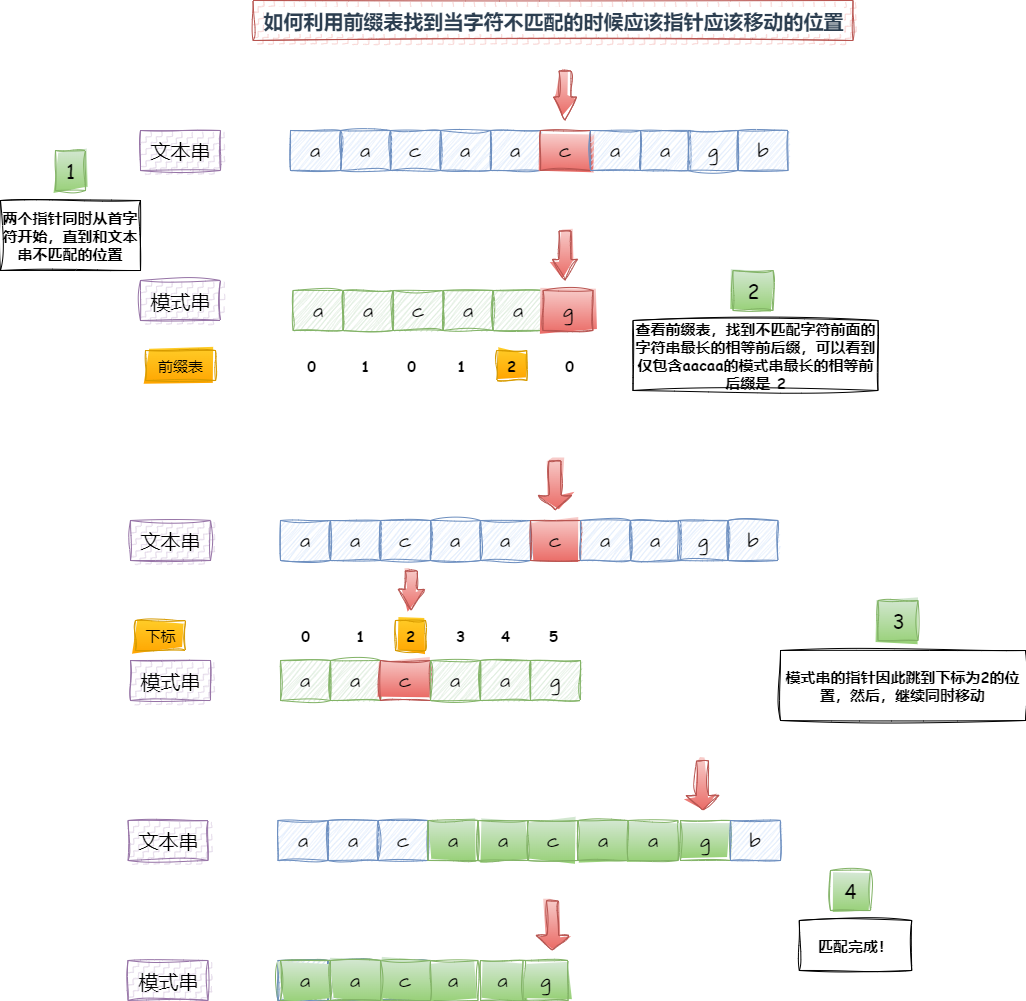 如何利用前缀表找到当字符不匹配的时候应该指针应该移动的位置
文本串
a a c a a c a a g b
1
两个指针同时从首字
符开始，直到和文本
串不匹配的位置
模式串
a a c a a g
前缀表
0 1 0 1 2 0
2
查看前缀表，找到不匹配字符前面的
字符串最长的相等前后缀，可以看到
仅包含aacaa的模式串最长的相等前
后缀是 2
文本串
a a c a a c a a g b
下标
0 1 2 3 4 5
模式串
a a c a a g
3
模式串的指针因此跳到下标为2的位
置，然后，继续同时移动
文本串
a a c a a c a a g b
模式串
a a c a a g
4
匹配完成！